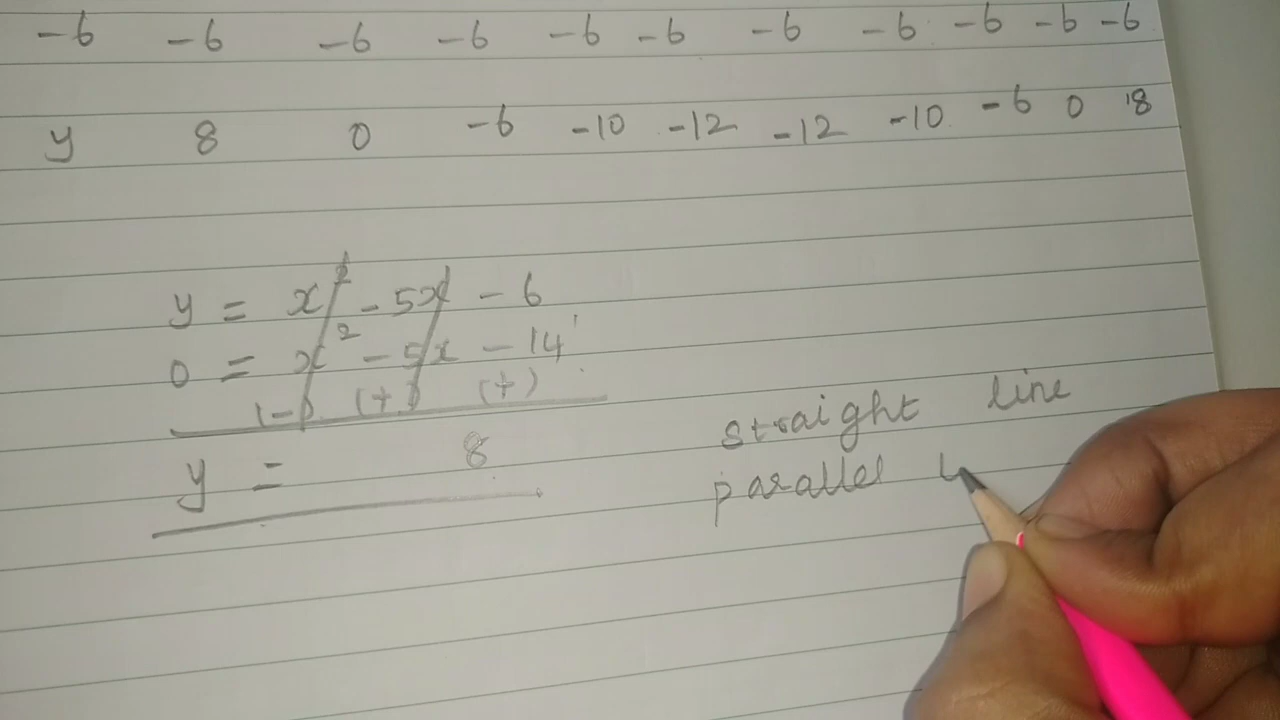 -6 -6 -6 -6 -6 -6 -6 -6 -6 -6 -6
y 8 0 -6 -10 -12 -12 -10 -6 0 8
y = x² - 5x - 6
0 = x² - 5x - 14
(-) (+) (+)
y = 8
straight line
parallel